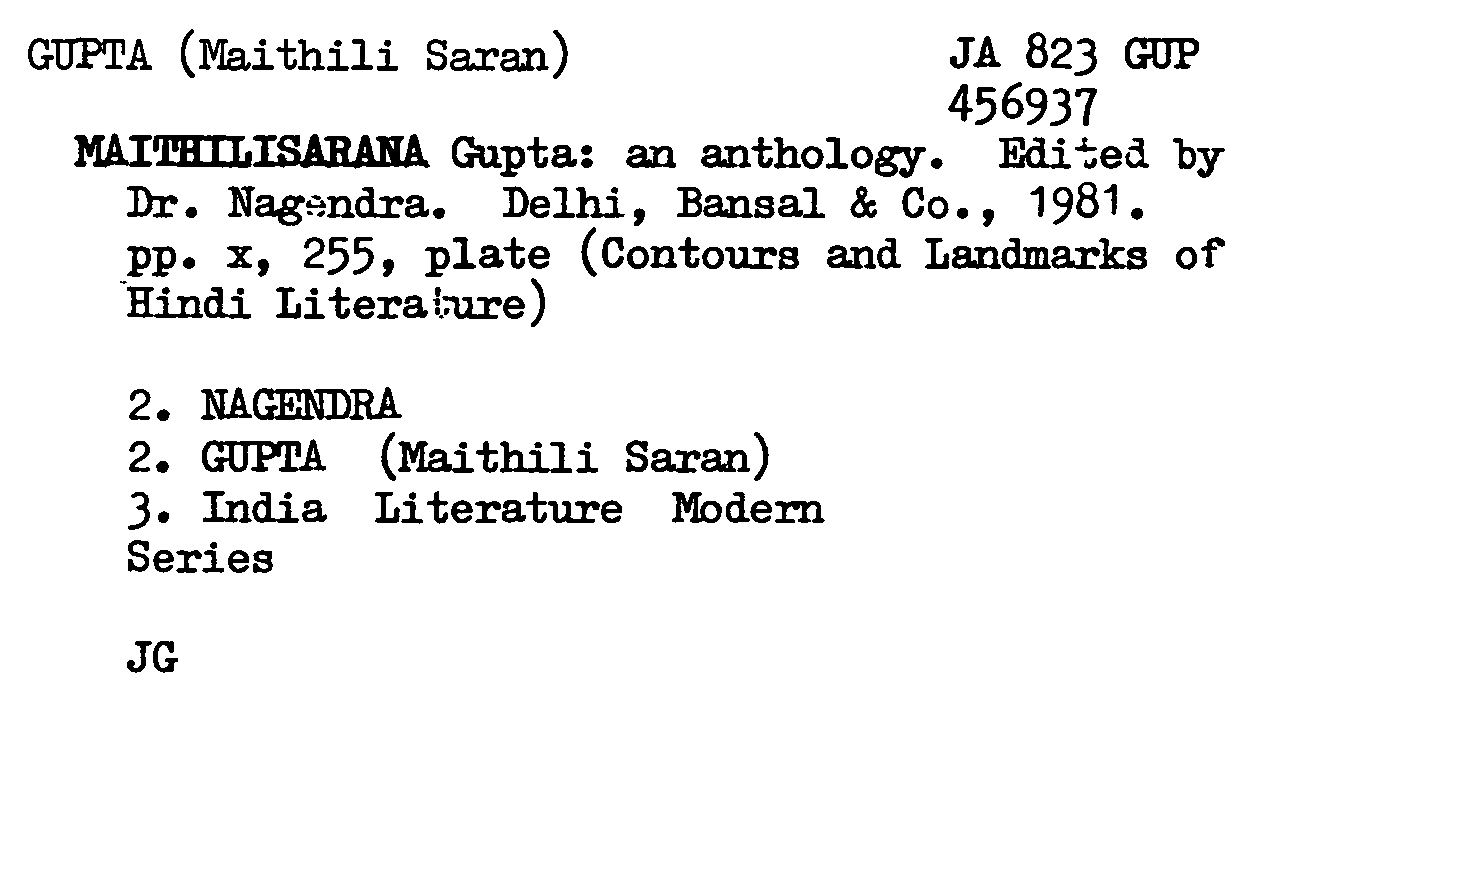 GUPTA (Maithili Saran) JA 823 GUP
456937
MAITHILISARANA Gupta: an anthology. Edited by
Dr. Nagendra. Delhi, Bansal & Co., 1981.
pp. x, 255, plate (Contours and Landmarks of
Hindi Literature)
2. NAGENDRA
2. GUPTA (Maithili Saran)
3. India Literature Modern
Series
JG